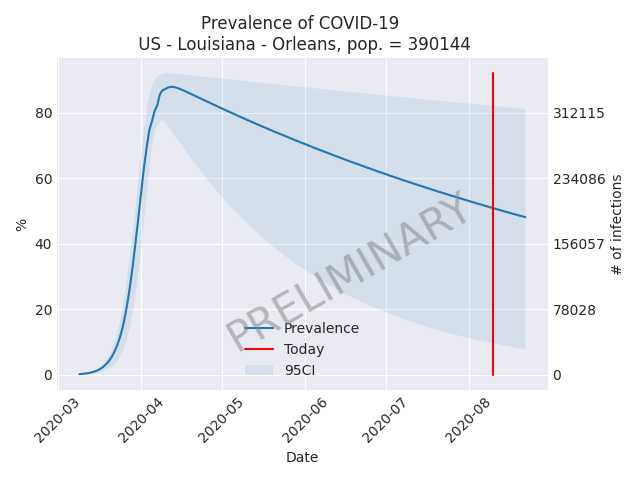 Prevalence of COVID-19
US - Louisiana - Orleans, pop. = 390144
%
80
60
40
20
0
312115
234086
156057
78028
0
# of infections
PRELIMINARY
Prevalence
Today
95CI
2020-03
2020-04
2020-05
2020-06
2020-07
2020-08
Date